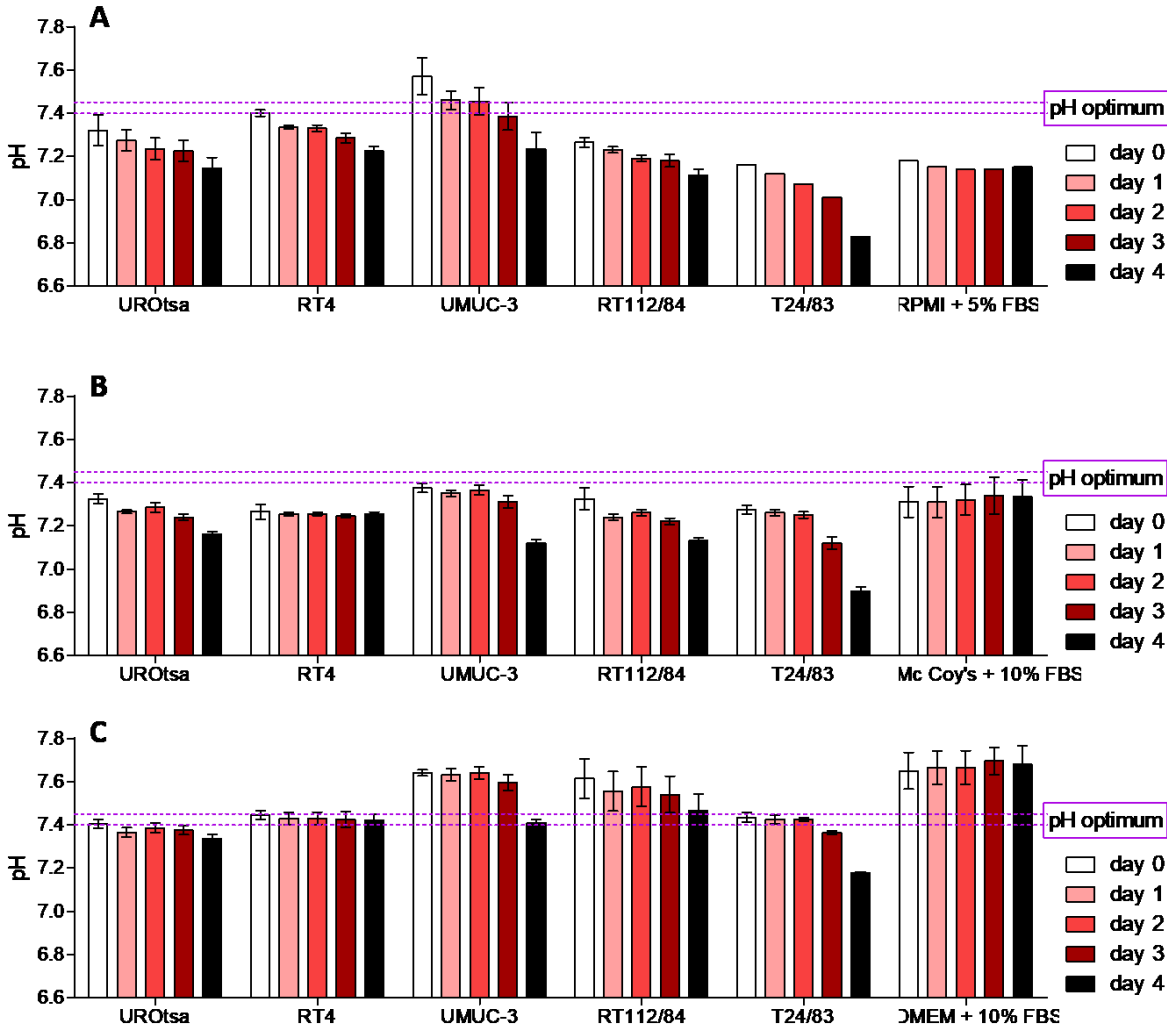 A
7.8
7.6
7.4
7.2
7.0
6.8
6.6
pH
pH optimum
day 0
day 1
day 2
day 3
day 4
UROtsa RT4 UMUC-3 RT112/84 T24/83 RPMI + 5% FBS
B
7.8
7.6
7.4
7.2
7.0
6.8
6.6
pH
pH optimum
day 0
day 1
day 2
day 3
day 4
UROtsa RT4 UMUC-3 RT112/84 T24/83 Mc Coy's + 10% FBS
C
7.8
7.6
7.4
7.2
7.0
6.8
6.6
pH
pH optimum
day 0
day 1
day 2
day 3
day 4
UROtsa RT4 UMUC-3 RT112/84 T24/83 DMEM + 10% FBS